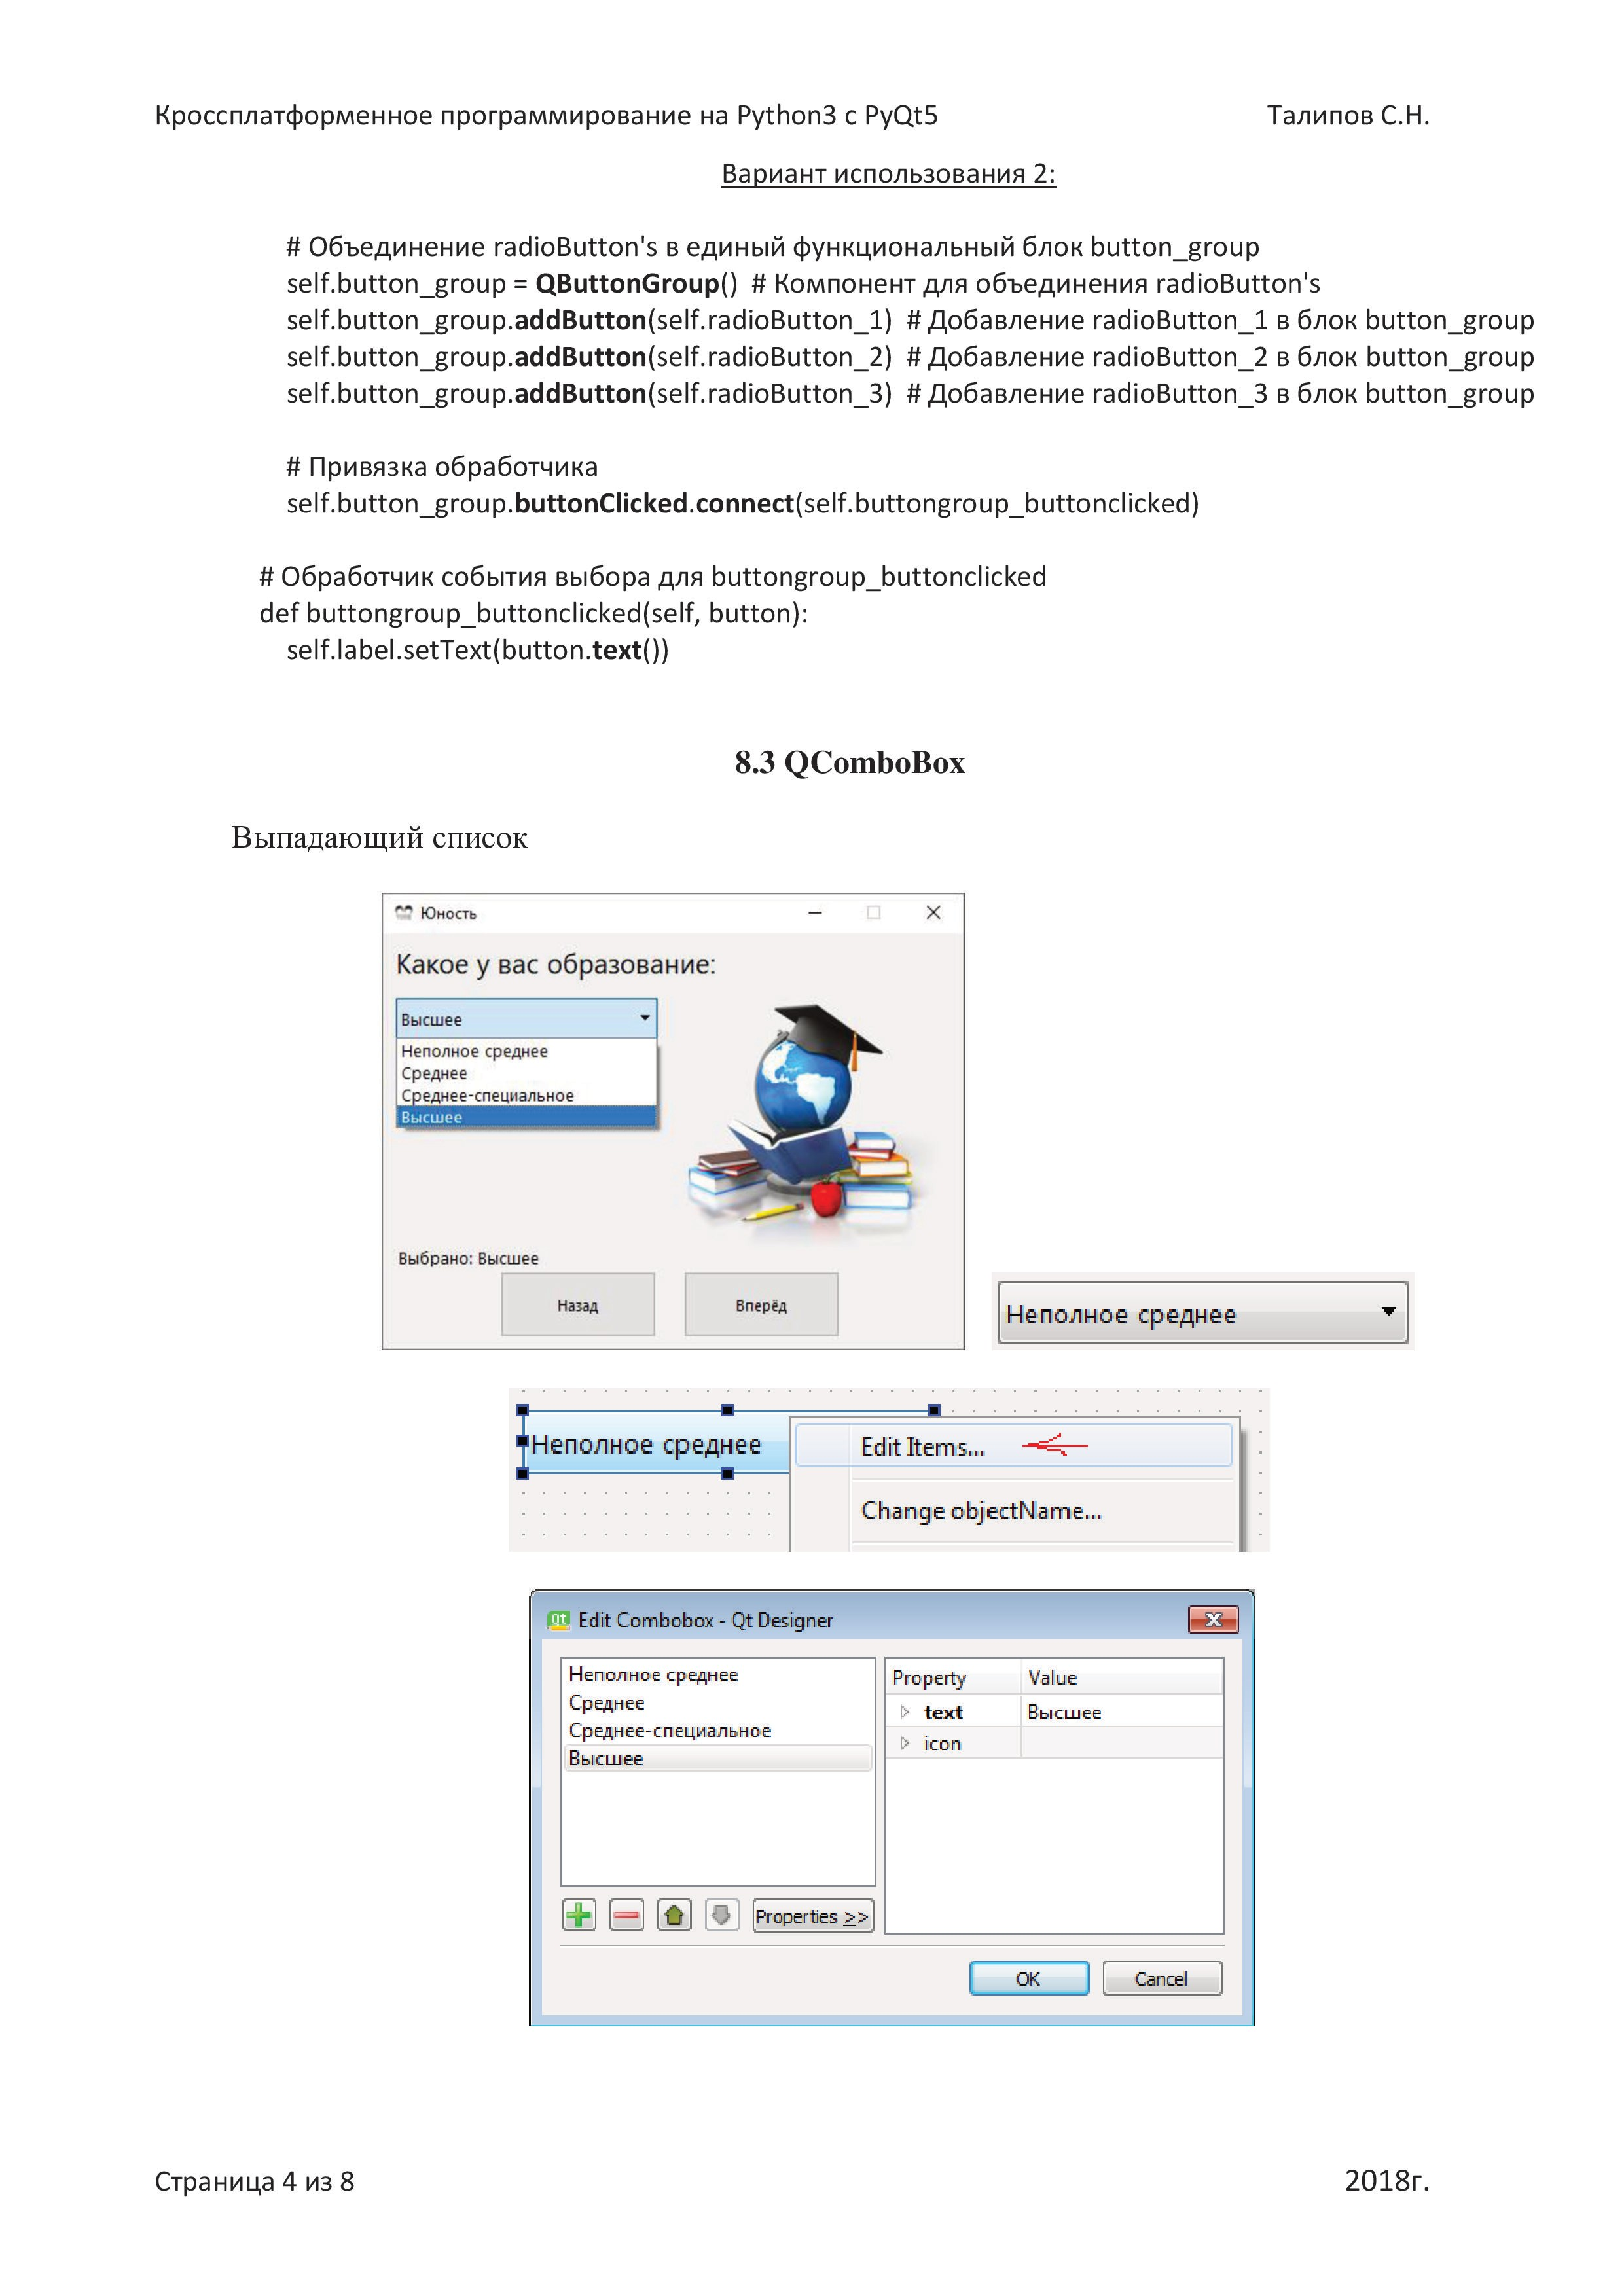 Кроссплатформенное программирование на Python3 с PyQt5 Талипов С.Н.
Вариант использования 2:
# Объединение radioButton's в единый функциональный блок button_group
self.button_group = QButtonGroup() # Компонент для объединения radioButton's
self.button_group.addButton(self.radioButton_1) # Добавление radioButton_1 в блок button_group
self.button_group.addButton(self.radioButton_2) # Добавление radioButton_2 в блок button_group
self.button_group.addButton(self.radioButton_3) # Добавление radioButton_3 в блок button_group
# Привязка обработчика
self.button_group.buttonClicked.connect(self.buttongroup_buttonclicked)
# Обработчик события выбора для buttongroup_buttonclicked
def buttongroup_buttonclicked(self, button):
self.label.setText(button.text())
8.3 QComboBox
Выпадающий список
Юность
Какое у вас образование:
Высшее
Неполное среднее
Среднее
Среднее-специальное
Высшее
Выбрано: Высшее
Назад Вперёд
Неполное среднее
Неполное среднее
Edit Items...
Change objectName...
Qt Edit Combobox - Qt Designer
Неполное среднее
Среднее
Среднее-специальное
Высшее
Property Value
text Высшее
icon
Properties >>
OK Cancel
Страница 4 из 8 2018г.